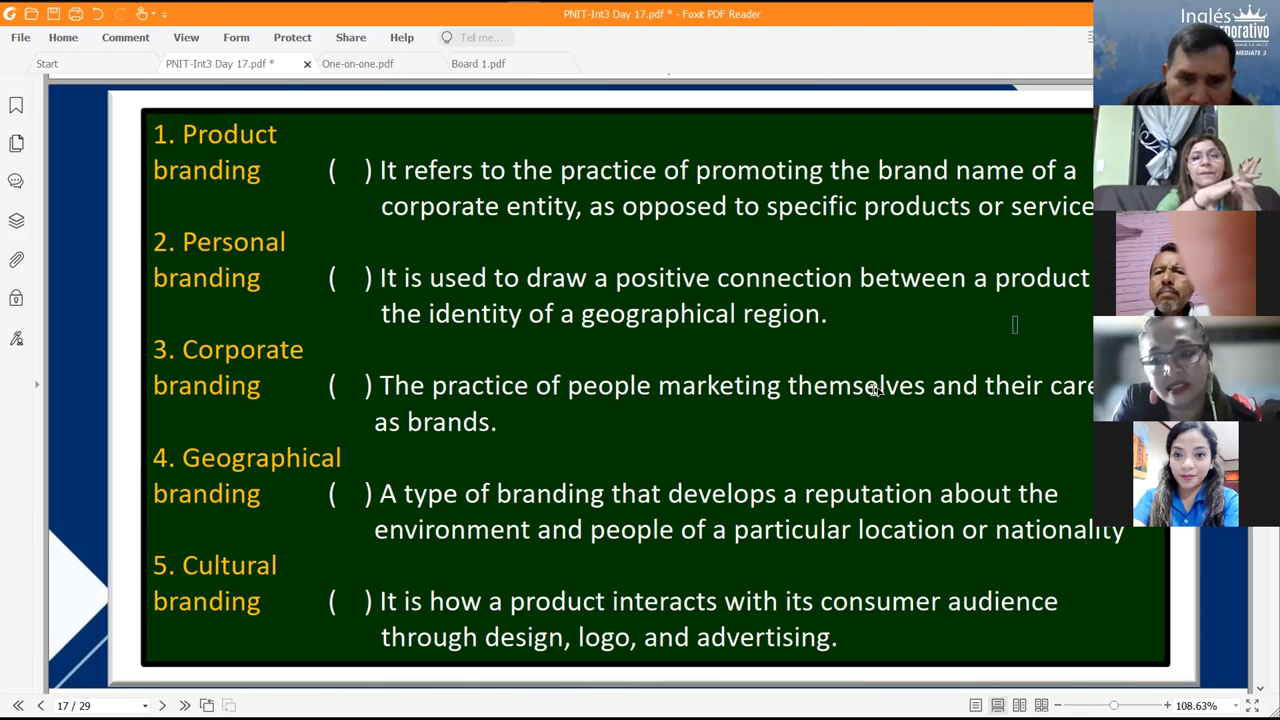 PNIT-Int3 Day 17.pdf * - Foxit PDF Reader
File Home Comment View Form Protect Share Help Tell me...
Start PNIT-Int3 Day 17.pdf * One-on-one.pdf Board 1.pdf
Inglés
orporativo
MEDIATE 3
1. Product
branding ( ) It refers to the practice of promoting the brand name of a
corporate entity, as opposed to specific products or service
2. Personal
branding ( ) It is used to draw a positive connection between a product
the identity of a geographical region.
3. Corporate
branding ( ) The practice of people marketing themselves and their care
as brands.
4. Geographical
branding ( ) A type of branding that develops a reputation about the
environment and people of a particular location or nationality
5. Cultural
branding ( ) It is how a product interacts with its consumer audience
through design, logo, and advertising.
17 / 29 108.63%